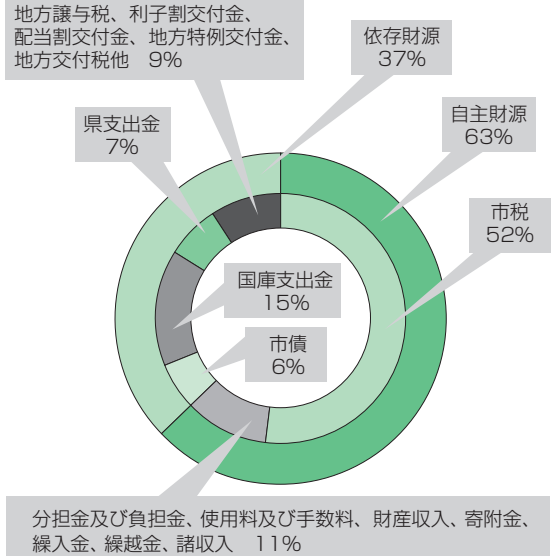 地方譲与税、利子割交付金、
配当割交付金、地方特例交付金、
地方交付税他 9%
依存財源
37%
自主財源
63%
県支出金
7%
市税
52%
国庫支出金
15%
市債
6%
分担金及び負担金、使用料及び手数料、財産収入、寄附金、
繰入金、繰越金、諸収入 11%